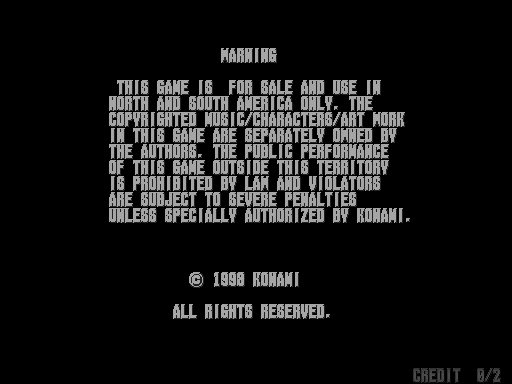 WARNING
THIS GAME IS FOR SALE AND USE IN
NORTH AND SOUTH AMERICA ONLY. THE
COPYRIGHTED MUSIC/CHARACTERS/ART WORK
IN THIS GAME ARE SEPARATELY OWNED BY
THE AUTHORS. THE PUBLIC PERFORMANCE
OF THIS GAME OUTSIDE THIS TERRITORY
IS PROHIBITED BY LAW AND VIOLATORS
ARE SUBJECT TO SEVERE PENALTIES
UNLESS SPECIALLY AUTHORIZED BY KONAMI.
© 1998 KONAMI
ALL RIGHTS RESERVED.
CREDIT 0/2